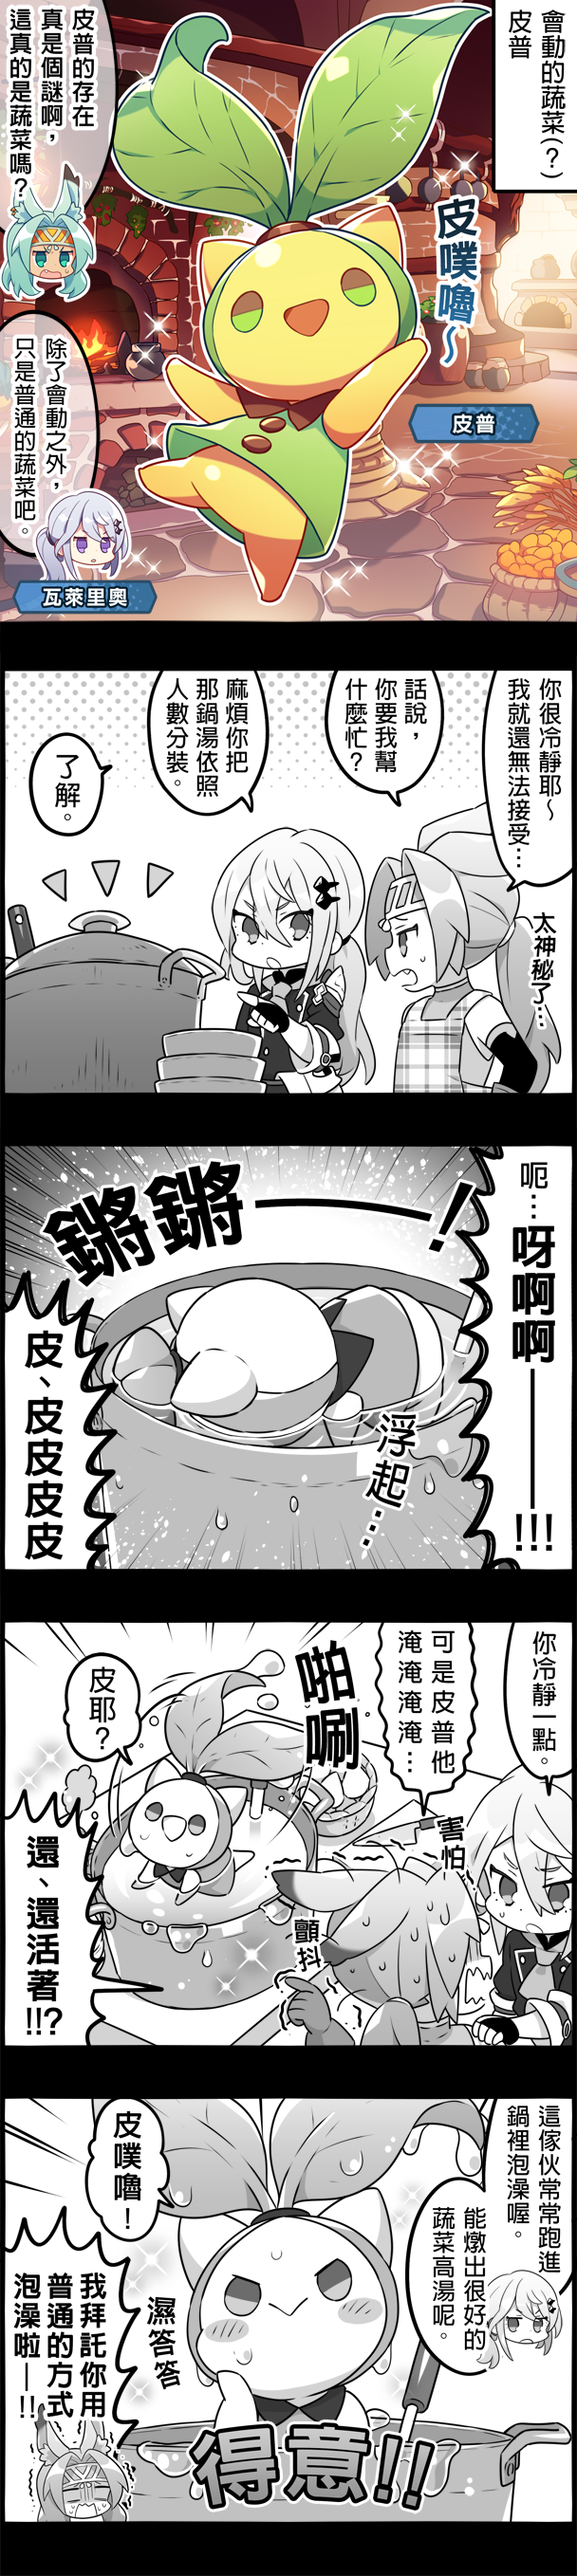 會動的蔬菜(?)
皮普
皮噗嚕~
皮普
皮普的存在
真是個謎啊，
這真的是蔬菜嗎?
除了會動之外，
只是普通的蔬菜吧。
瓦萊里奧
你很冷靜耶~
我就還無法接受…
太神秘了…
話說，
你要我幫
什麼忙?
麻煩你把
那鍋湯依照
人數分裝。
了解。
呃…呀啊啊——!!!
鏘鏘——!
浮起…
皮、皮皮皮皮
你冷靜一點。
可是皮普他
淹淹淹淹…
害怕
顫抖
啪唰
皮耶?
還、還活著!!?
這傢伙常常跑進
鍋裡泡澡喔。
能燉出很好的
蔬菜高湯呢。
皮噗嚕!
濕答答
得意!!
我拜託你用
普通的方式
泡澡啦—!!